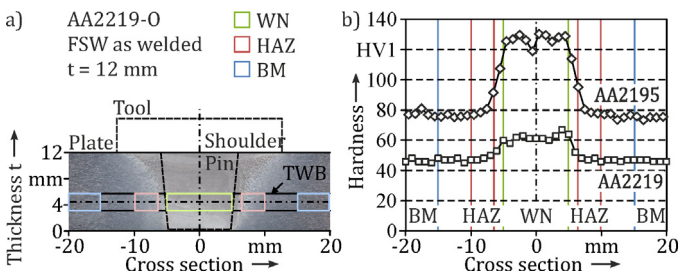 a)
AA2219-O
FSW as welded
t = 12 mm
WN
HAZ
BM
Tool
Plate
Shoulder
Pin
TWB
Thickness t
12
mm
4
0
-20
-10
0
mm
20
Cross section
b)
140
HV1
100
80
60
40
20
0
Hardness
AA2195
AA2219
BM
HAZ
WN
HAZ
BM
-20
-10
0
mm
20
Cross section